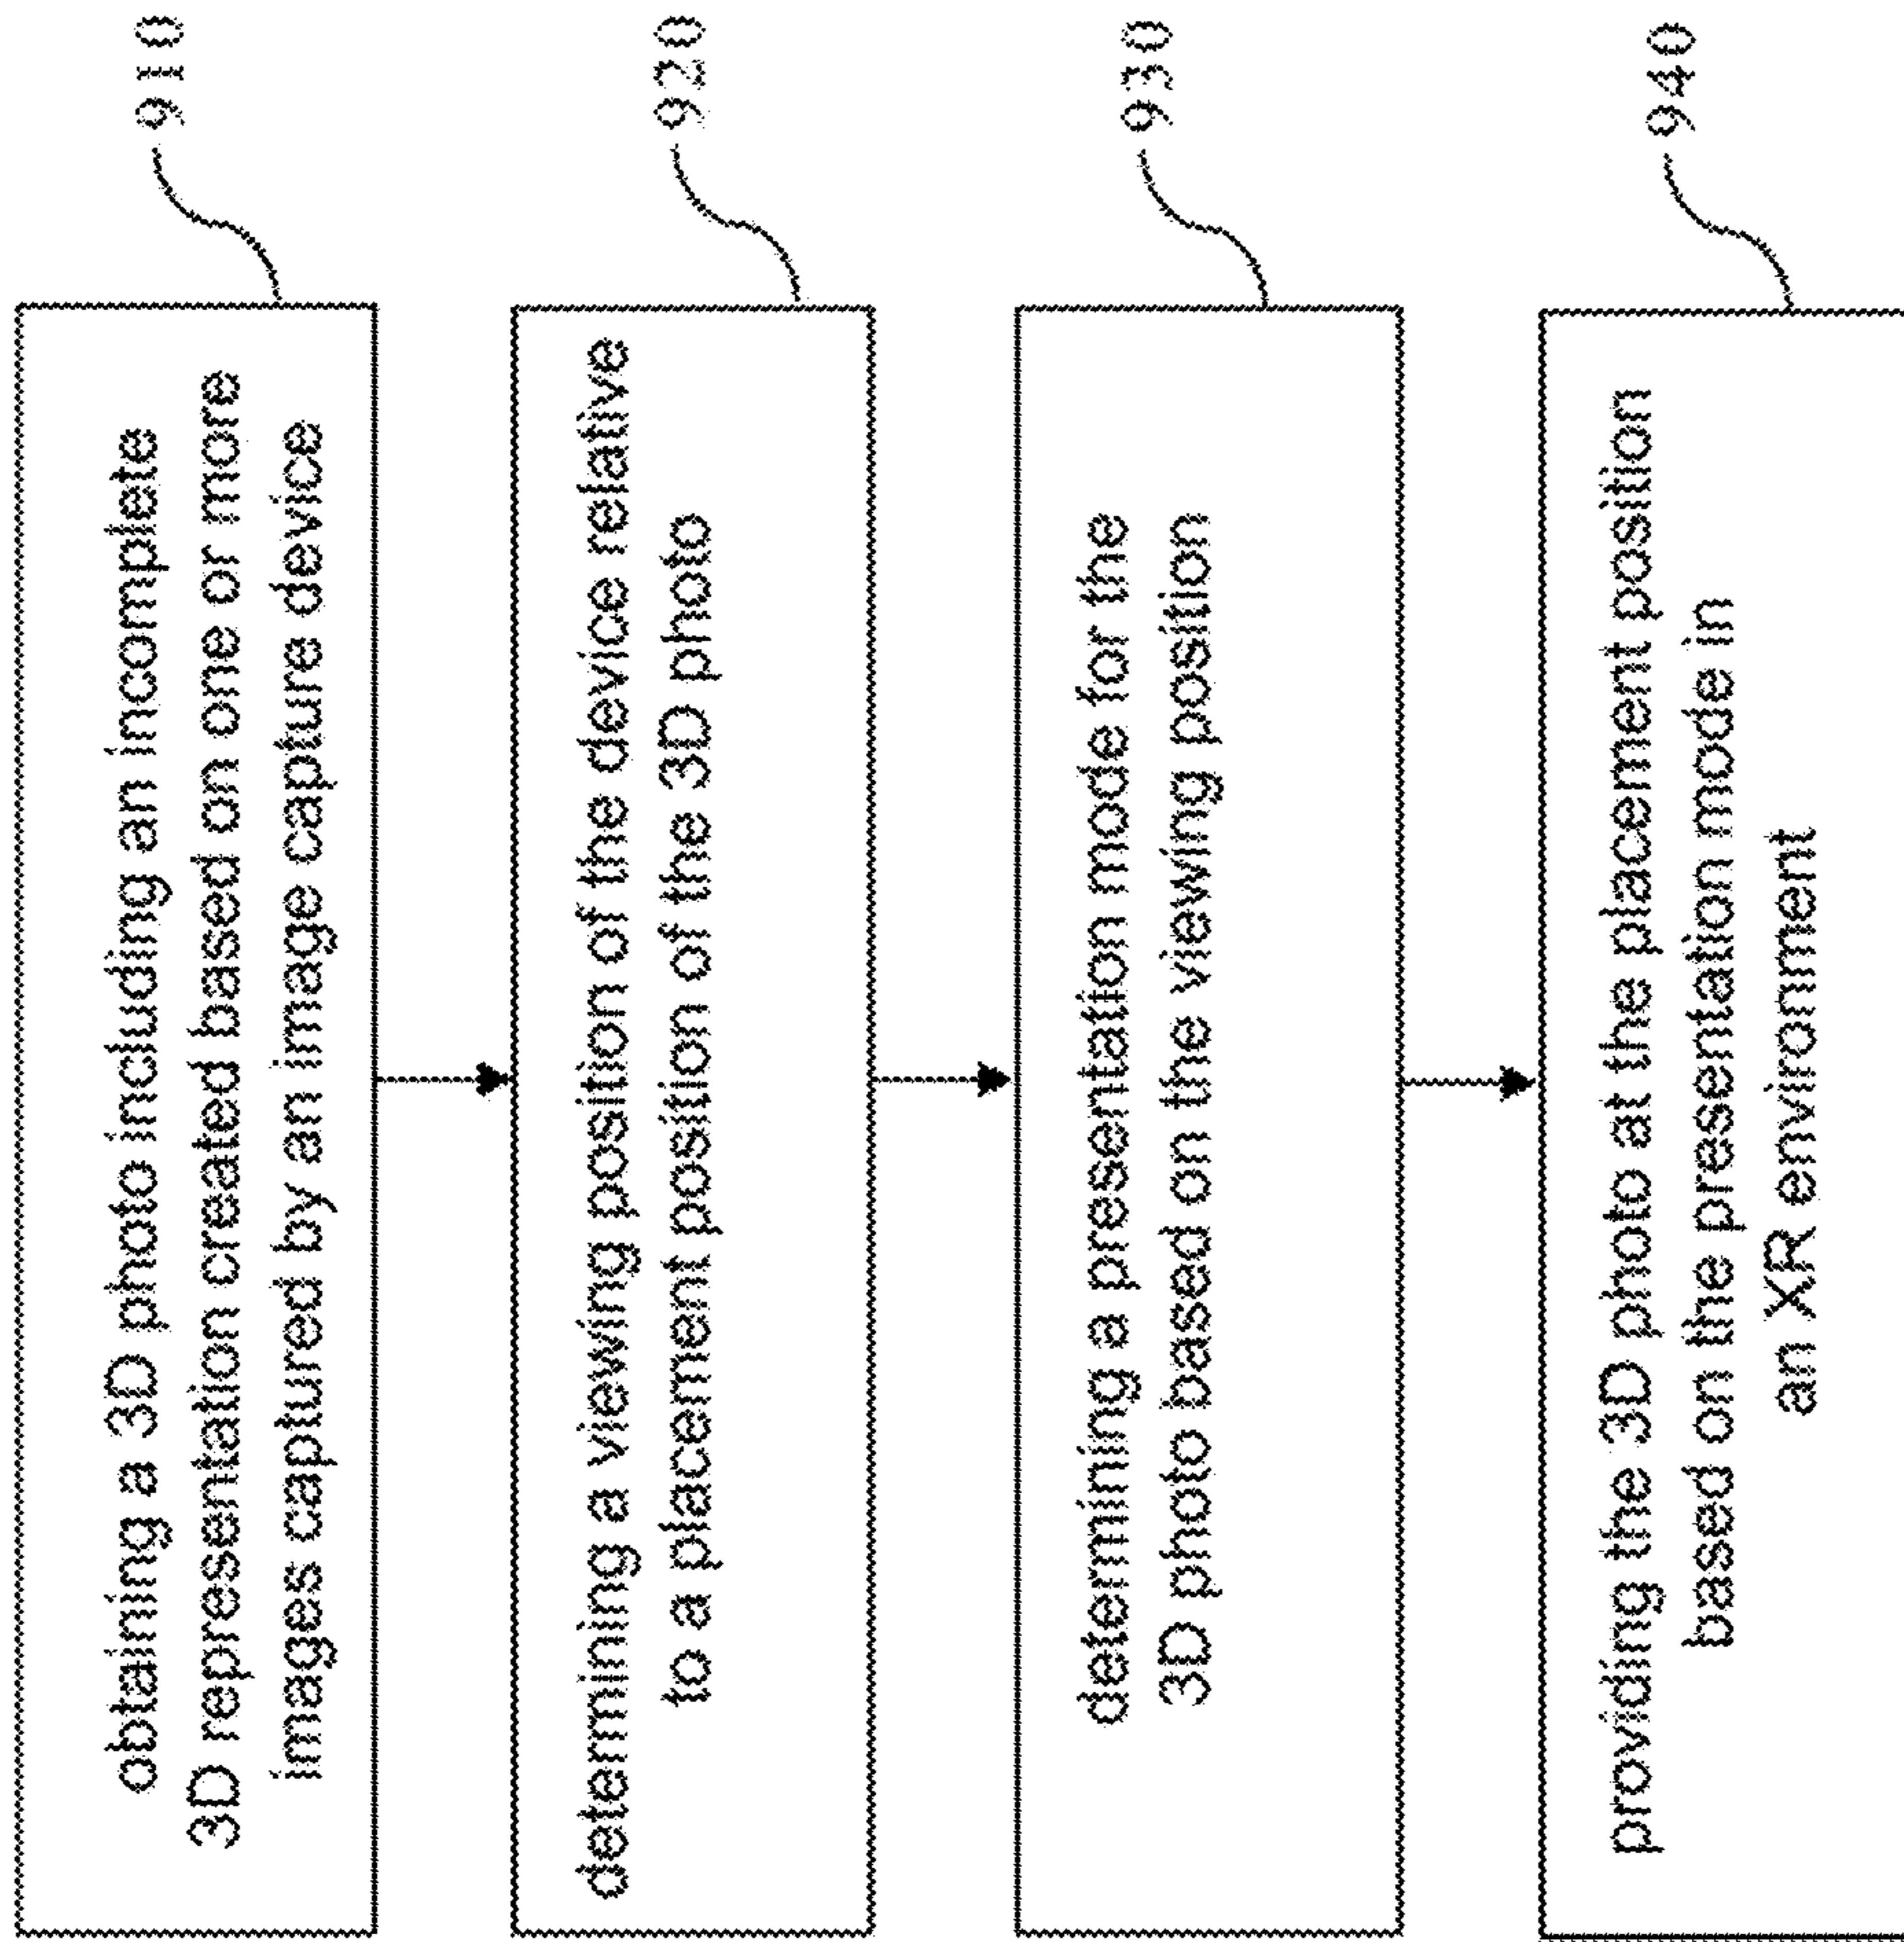 obtaining a 3D photo including an incomplete
3D representation created based on one or more
images captured by an image capture device
910
determining a viewing position of the device relative
to a placement position of the 3D photo
920
determining a presentation mode for the
3D photo based on the viewing position
930
providing the 3D photo at the placement position
based on the presentation mode in
an XR environment
940